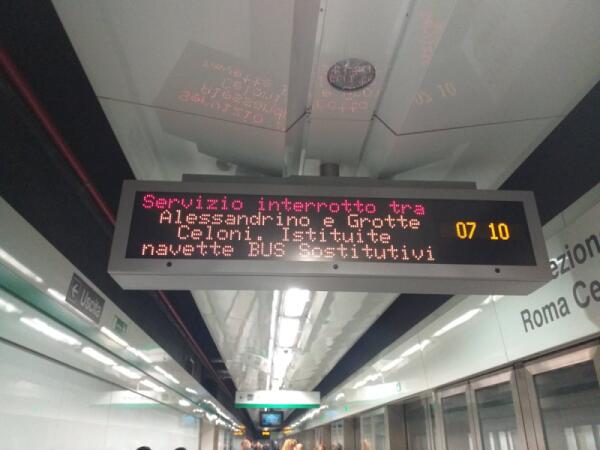 Servizio interrotto tra
Alessandrino e Grotte
Celoni. Istituite
navette BUS Sostitutivi
07 10
Uscita
Roma Ce